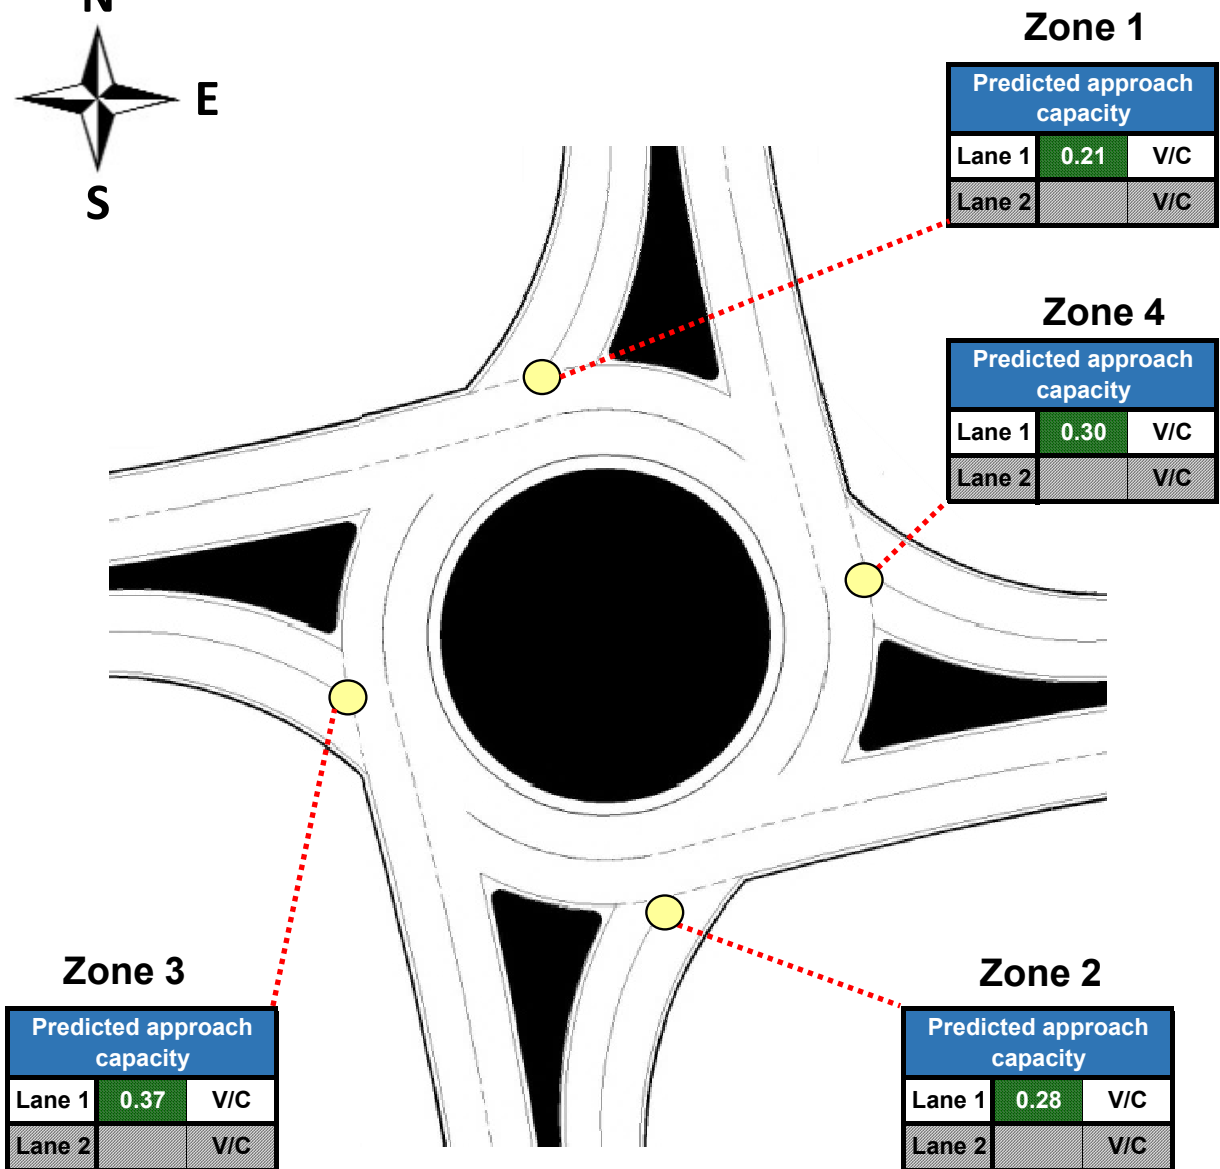 N
E
S
Zone 1
Predicted approach
capacity
Lane 1 0.21 V/C
Lane 2 V/C
Zone 4
Predicted approach
capacity
Lane 1 0.30 V/C
Lane 2 V/C
Zone 3
Predicted approach
capacity
Lane 1 0.37 V/C
Lane 2 V/C
Zone 2
Predicted approach
capacity
Lane 1 0.28 V/C
Lane 2 V/C